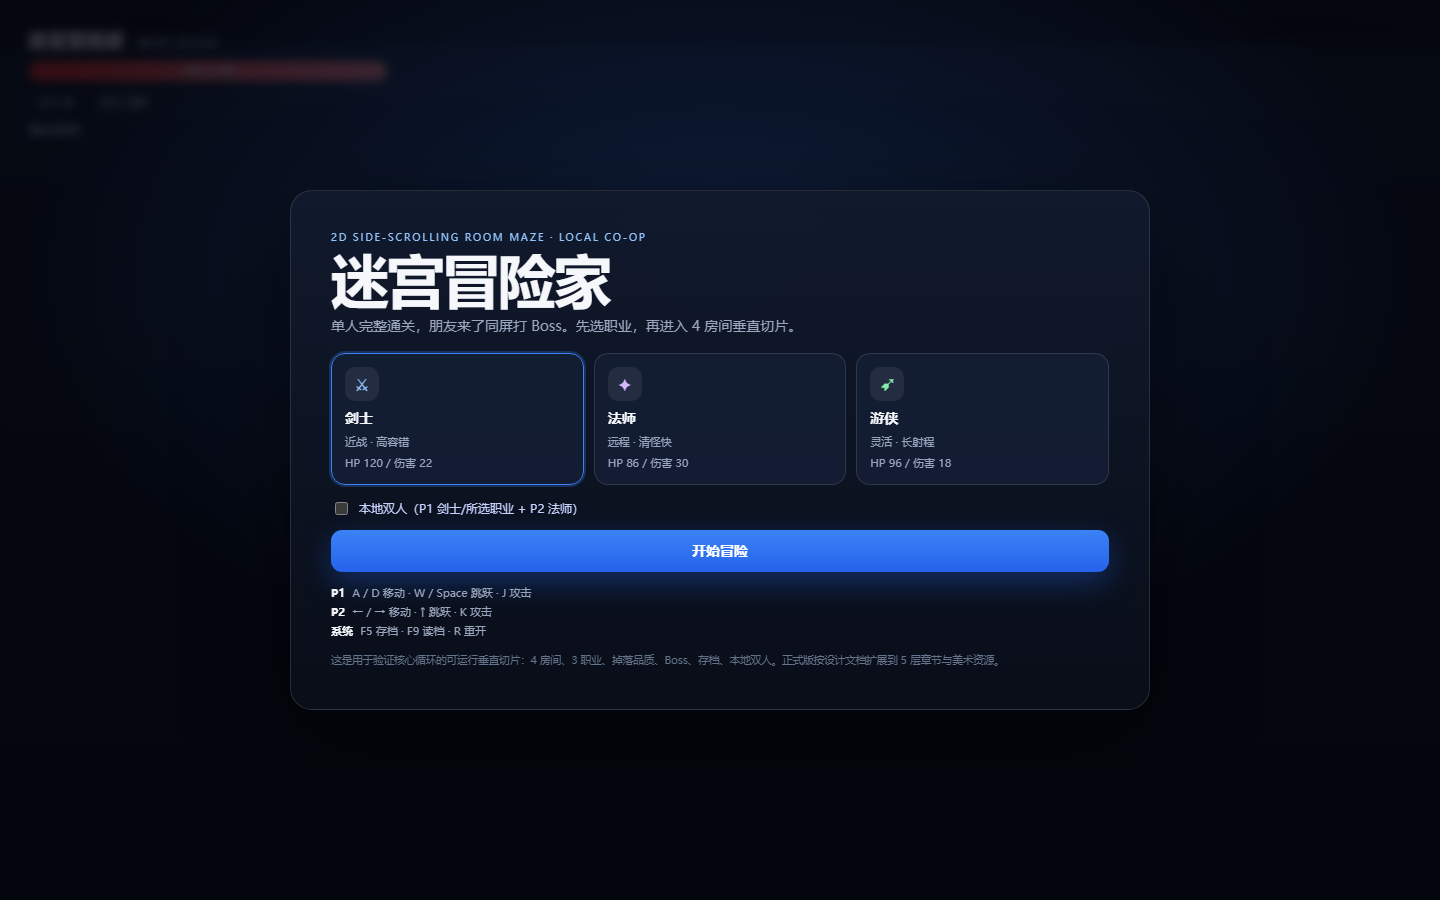 2D SIDE-SCROLLING ROOM MAZE · LOCAL CO-OP
迷宫冒险家
单人完整通关，朋友来了同屏打 Boss。先选职业，再进入 4 房间垂直切片。
剑士
近战 · 高容错
HP 120 / 伤害 22
法师
远程 · 清怪快
HP 86 / 伤害 30
游侠
灵活 · 长射程
HP 96 / 伤害 18
本地双人（P1 剑士/所选职业 + P2 法师）
开始冒险
P1 A / D 移动 · W / Space 跳跃 · J 攻击
P2 ← / → 移动 · ↑ 跳跃 · K 攻击
系统 F5 存档 · F9 读档 · R 重开
这是用于验证核心循环的可运行垂直切片：4 房间、3 职业、掉落品质、Boss、存档、本地双人。正式版按设计文档扩展到 5 层章节与美术资源。